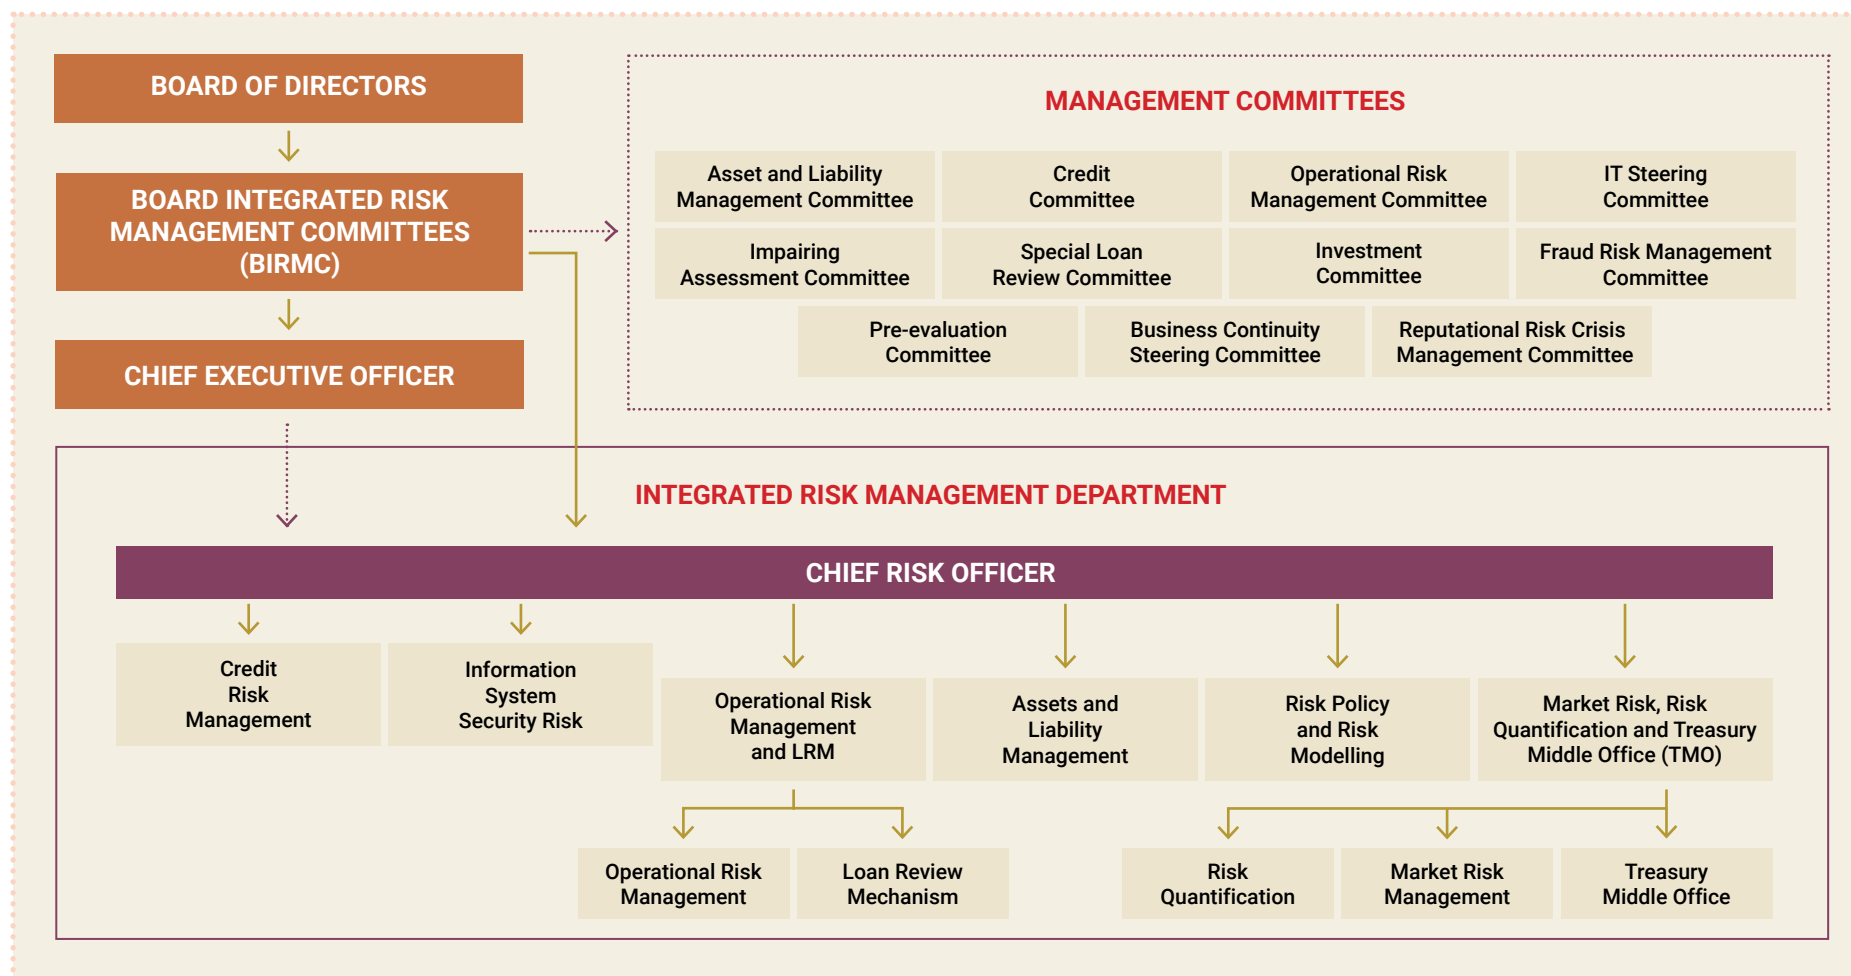 BOARD OF DIRECTORS
BOARD INTEGRATED RISK
MANAGEMENT COMMITTEES
(BIRMC)
CHIEF EXECUTIVE OFFICER
MANAGEMENT COMMITTEES
Asset and Liability
Management Committee
Credit
Committee
Operational Risk
Management Committee
IT Steering
Committee
Impairing
Assessment Committee
Special Loan
Review Committee
Investment
Committee
Fraud Risk Management
Committee
Pre-evaluation
Committee
Business Continuity
Steering Committee
Reputational Risk Crisis
Management Committee
INTEGRATED RISK MANAGEMENT DEPARTMENT
CHIEF RISK OFFICER
Credit
Risk
Management
Information
System
Security Risk
Operational Risk
Management
and LRM
Assets and
Liability
Management
Risk Policy
and Risk
Modelling
Market Risk, Risk
Quantification and Treasury
Middle Office (TMO)
Operational Risk
Management
Loan Review
Mechanism
Risk
Quantification
Market Risk
Management
Treasury
Middle Office